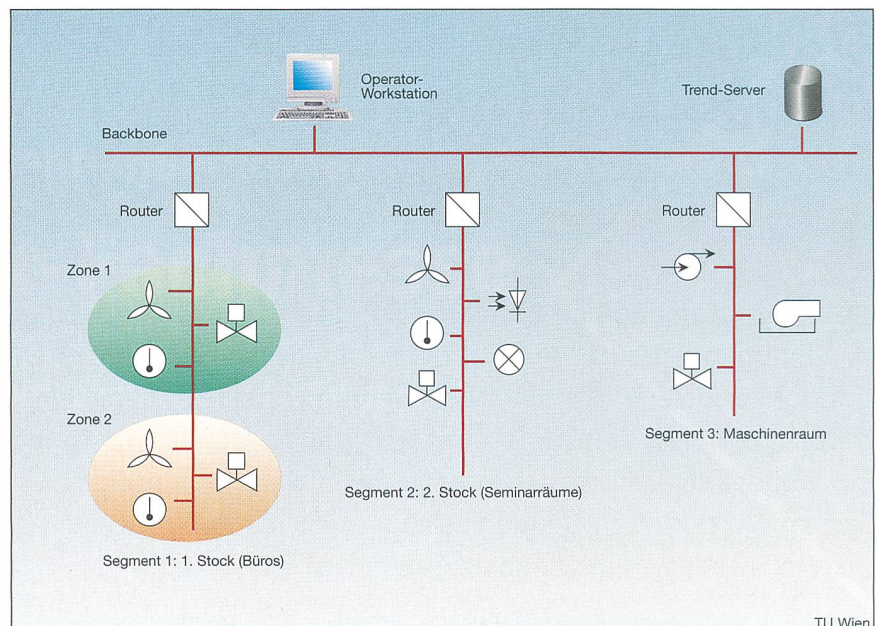 Operator-
Workstation
Trend-Server
Backbone
Router
Router
Router
Zone 1
Zone 2
Segment 3: Maschinenraum
Segment 2: 2. Stock (Seminarräume)
Segment 1: 1. Stock (Büros)
TU Wien